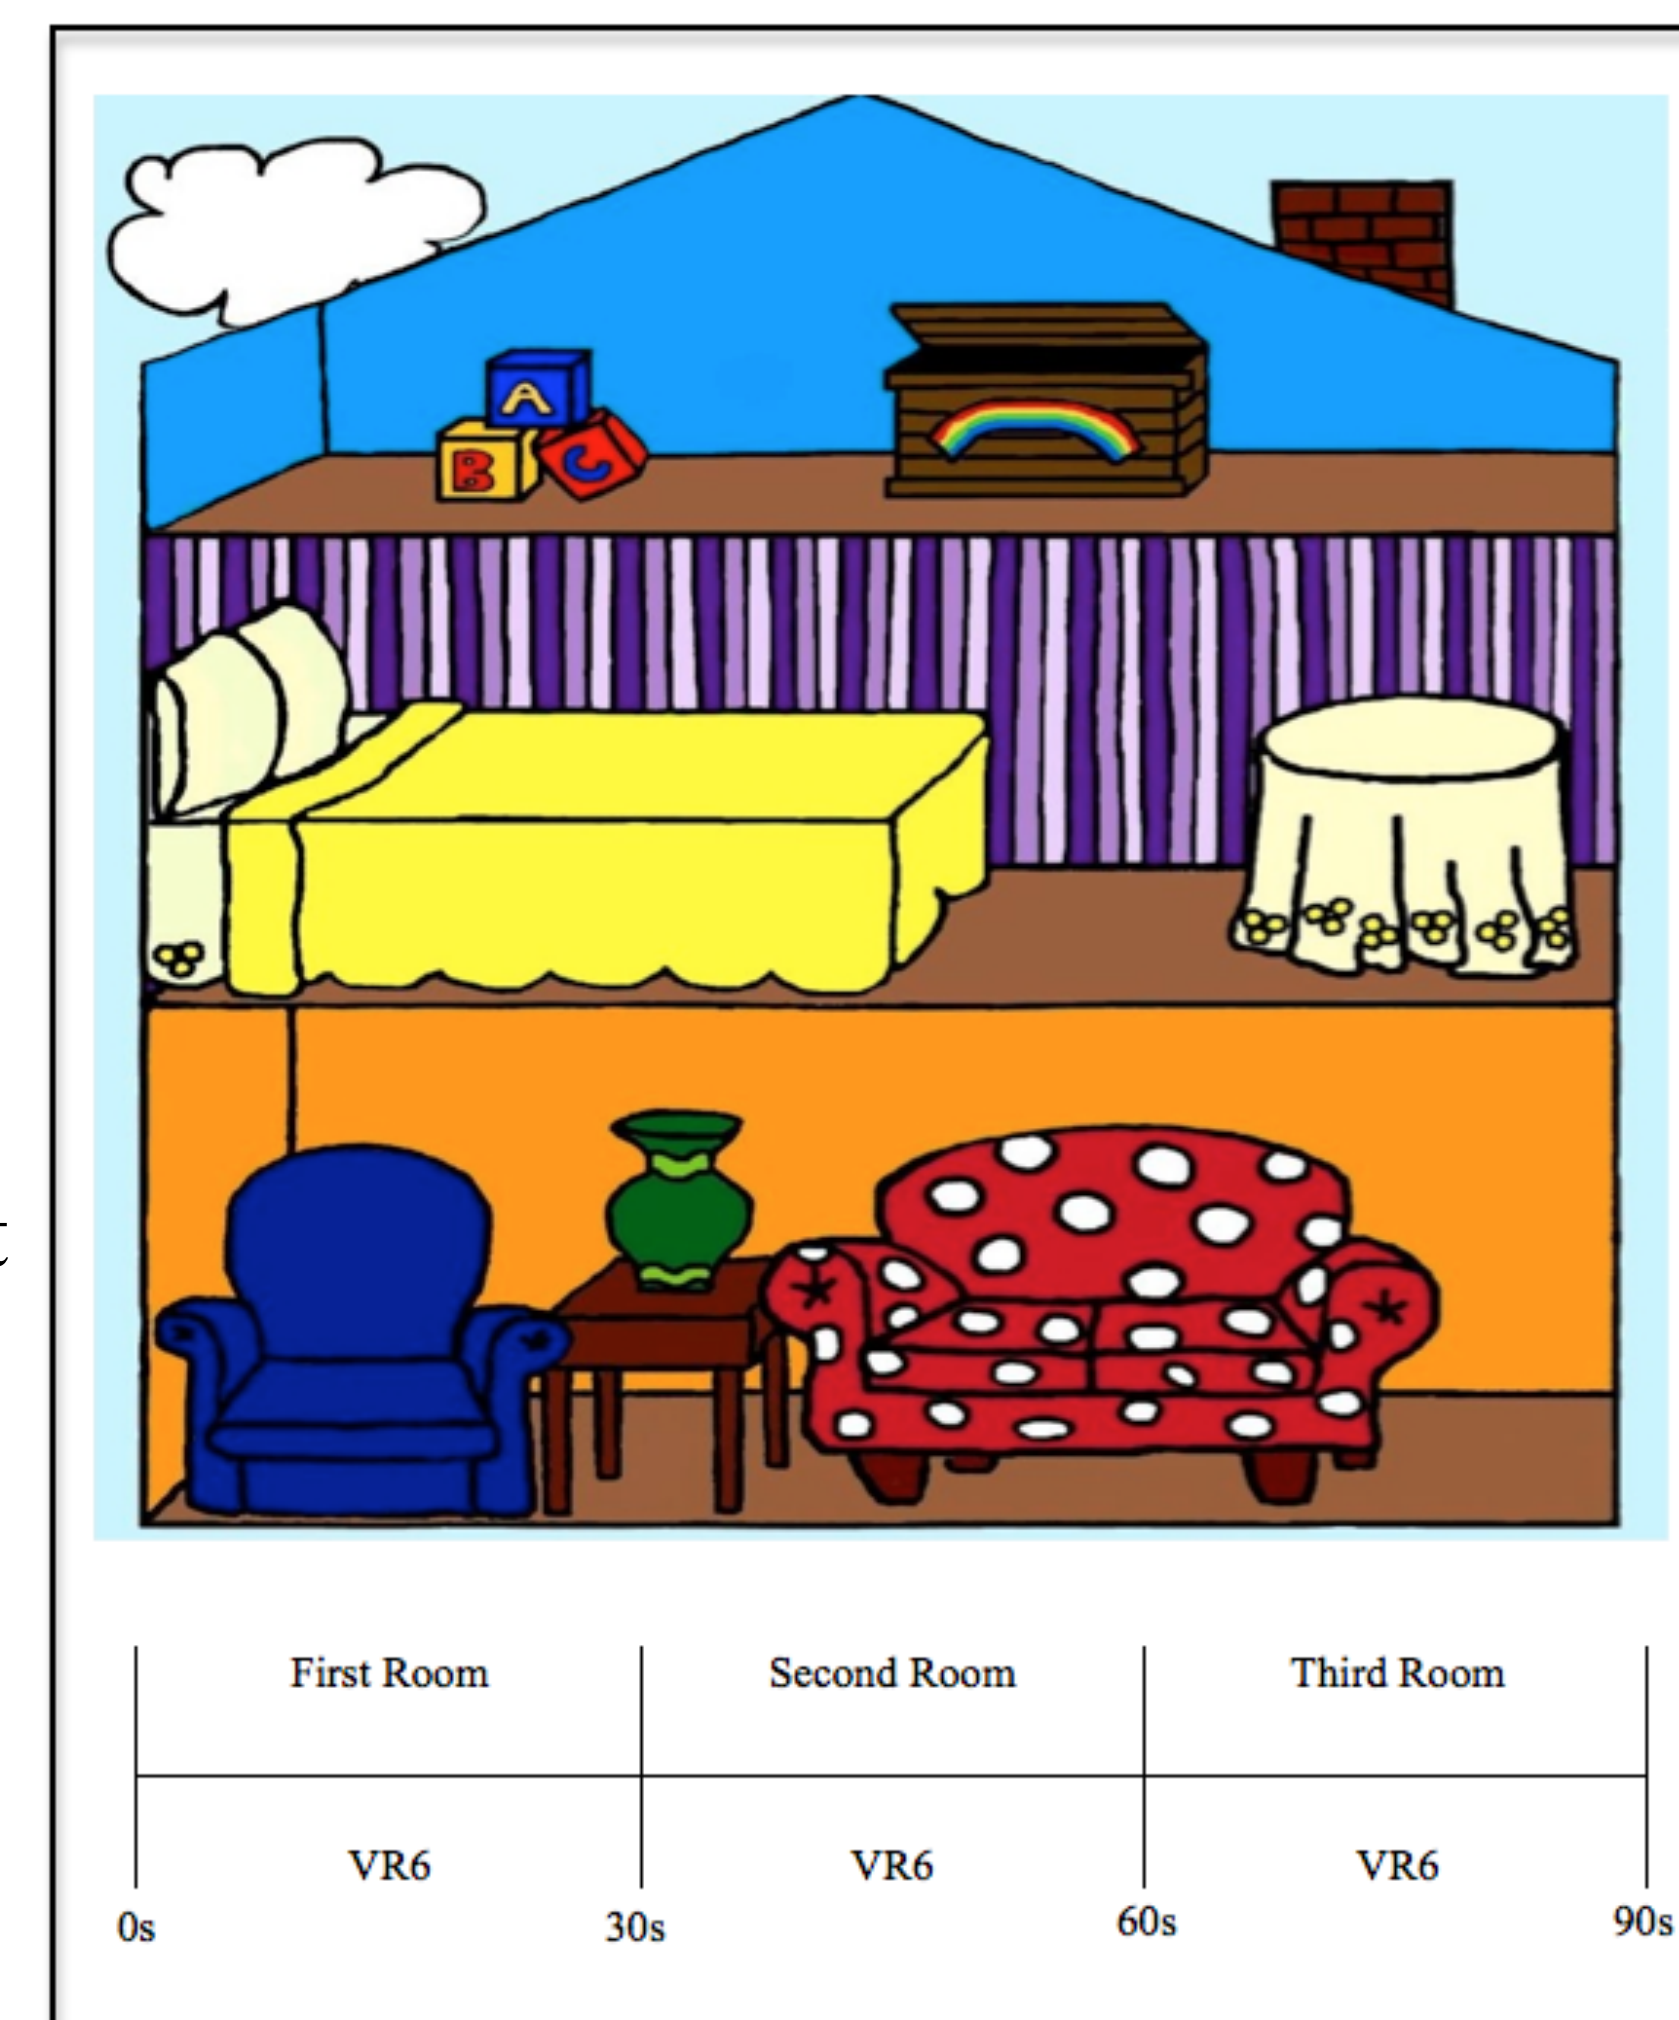 A
B C
t
First Room Second Room Third Room
VR6 VR6 VR6
0s 30s 60s 90s